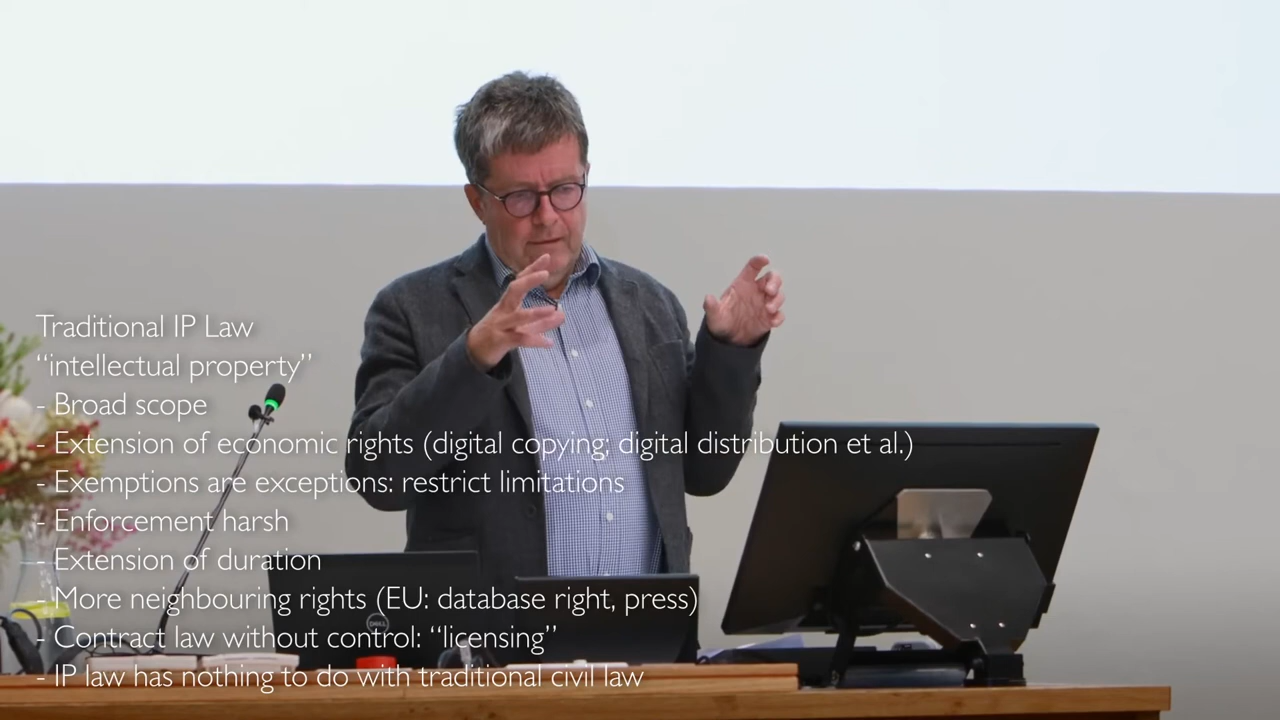 Traditional IP Law
“intellectual property”
- Broad scope
- Extension of economic rights (digital copying; digital distribution et al.)
- Exemptions are exceptions: restrict limitations
- Enforcement harsh
- Extension of duration
- More neighbouring rights (EU: database right, press)
DELL
- Contract law without control: “licensing”
- IP law has nothing to do with traditional civil law